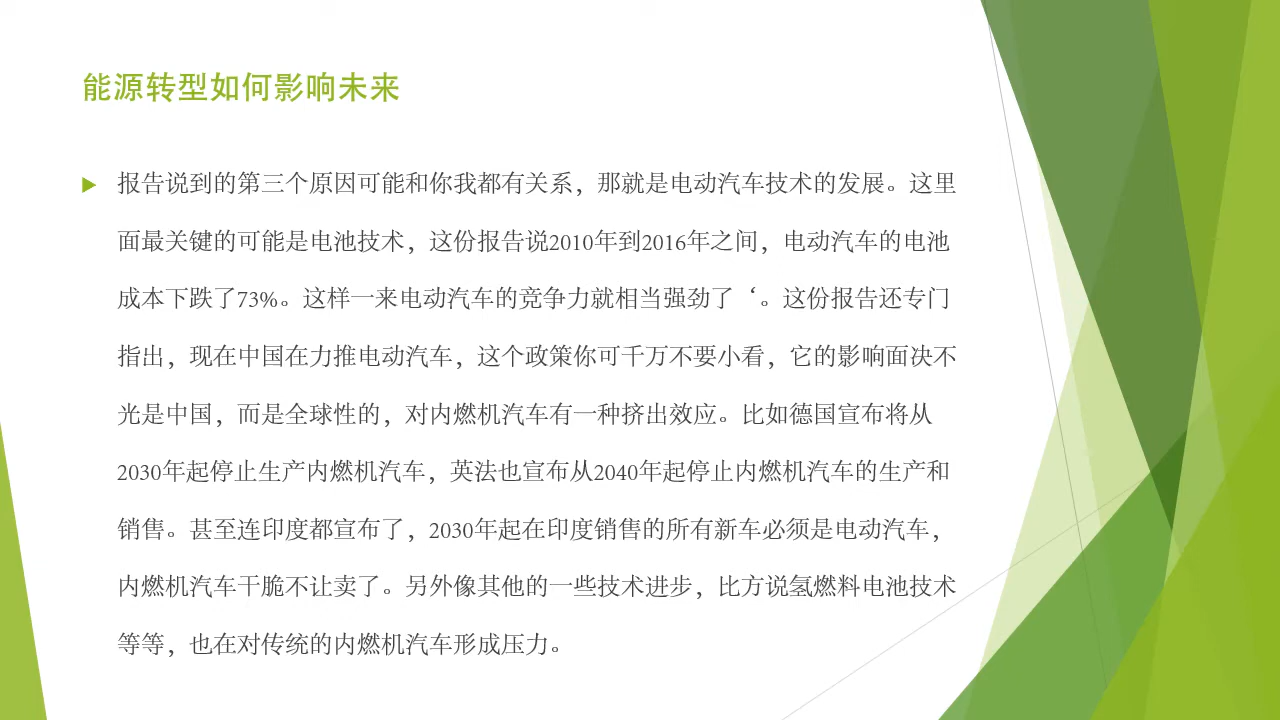 能源转型如何影响未来
报告说到的第三个原因可能和你我都有关系，那就是电动汽车技术的发展。这里
面最关键的可能是电池技术，这份报告说2010年到2016年之间，电动汽车的电池
成本下跌了73%。这样一来电动汽车的竞争力就相当强劲了‘。这份报告还专门
指出，现在中国在力推电动汽车，这个政策你可千万不要小看，它的影响面决不
光是中国，而是全球性的，对内燃机汽车有一种挤出效应。比如德国宣布将从
2030年起停止生产内燃机汽车，英法也宣布从2040年起停止内燃机汽车的生产和
销售。甚至连印度都宣布了，2030年起在印度销售的所有新车必须是电动汽车，
内燃机汽车干脆不让卖了。另外像其他的一些技术进步，比方说氢燃料电池技术
等等，也在对传统的内燃机汽车形成压力。